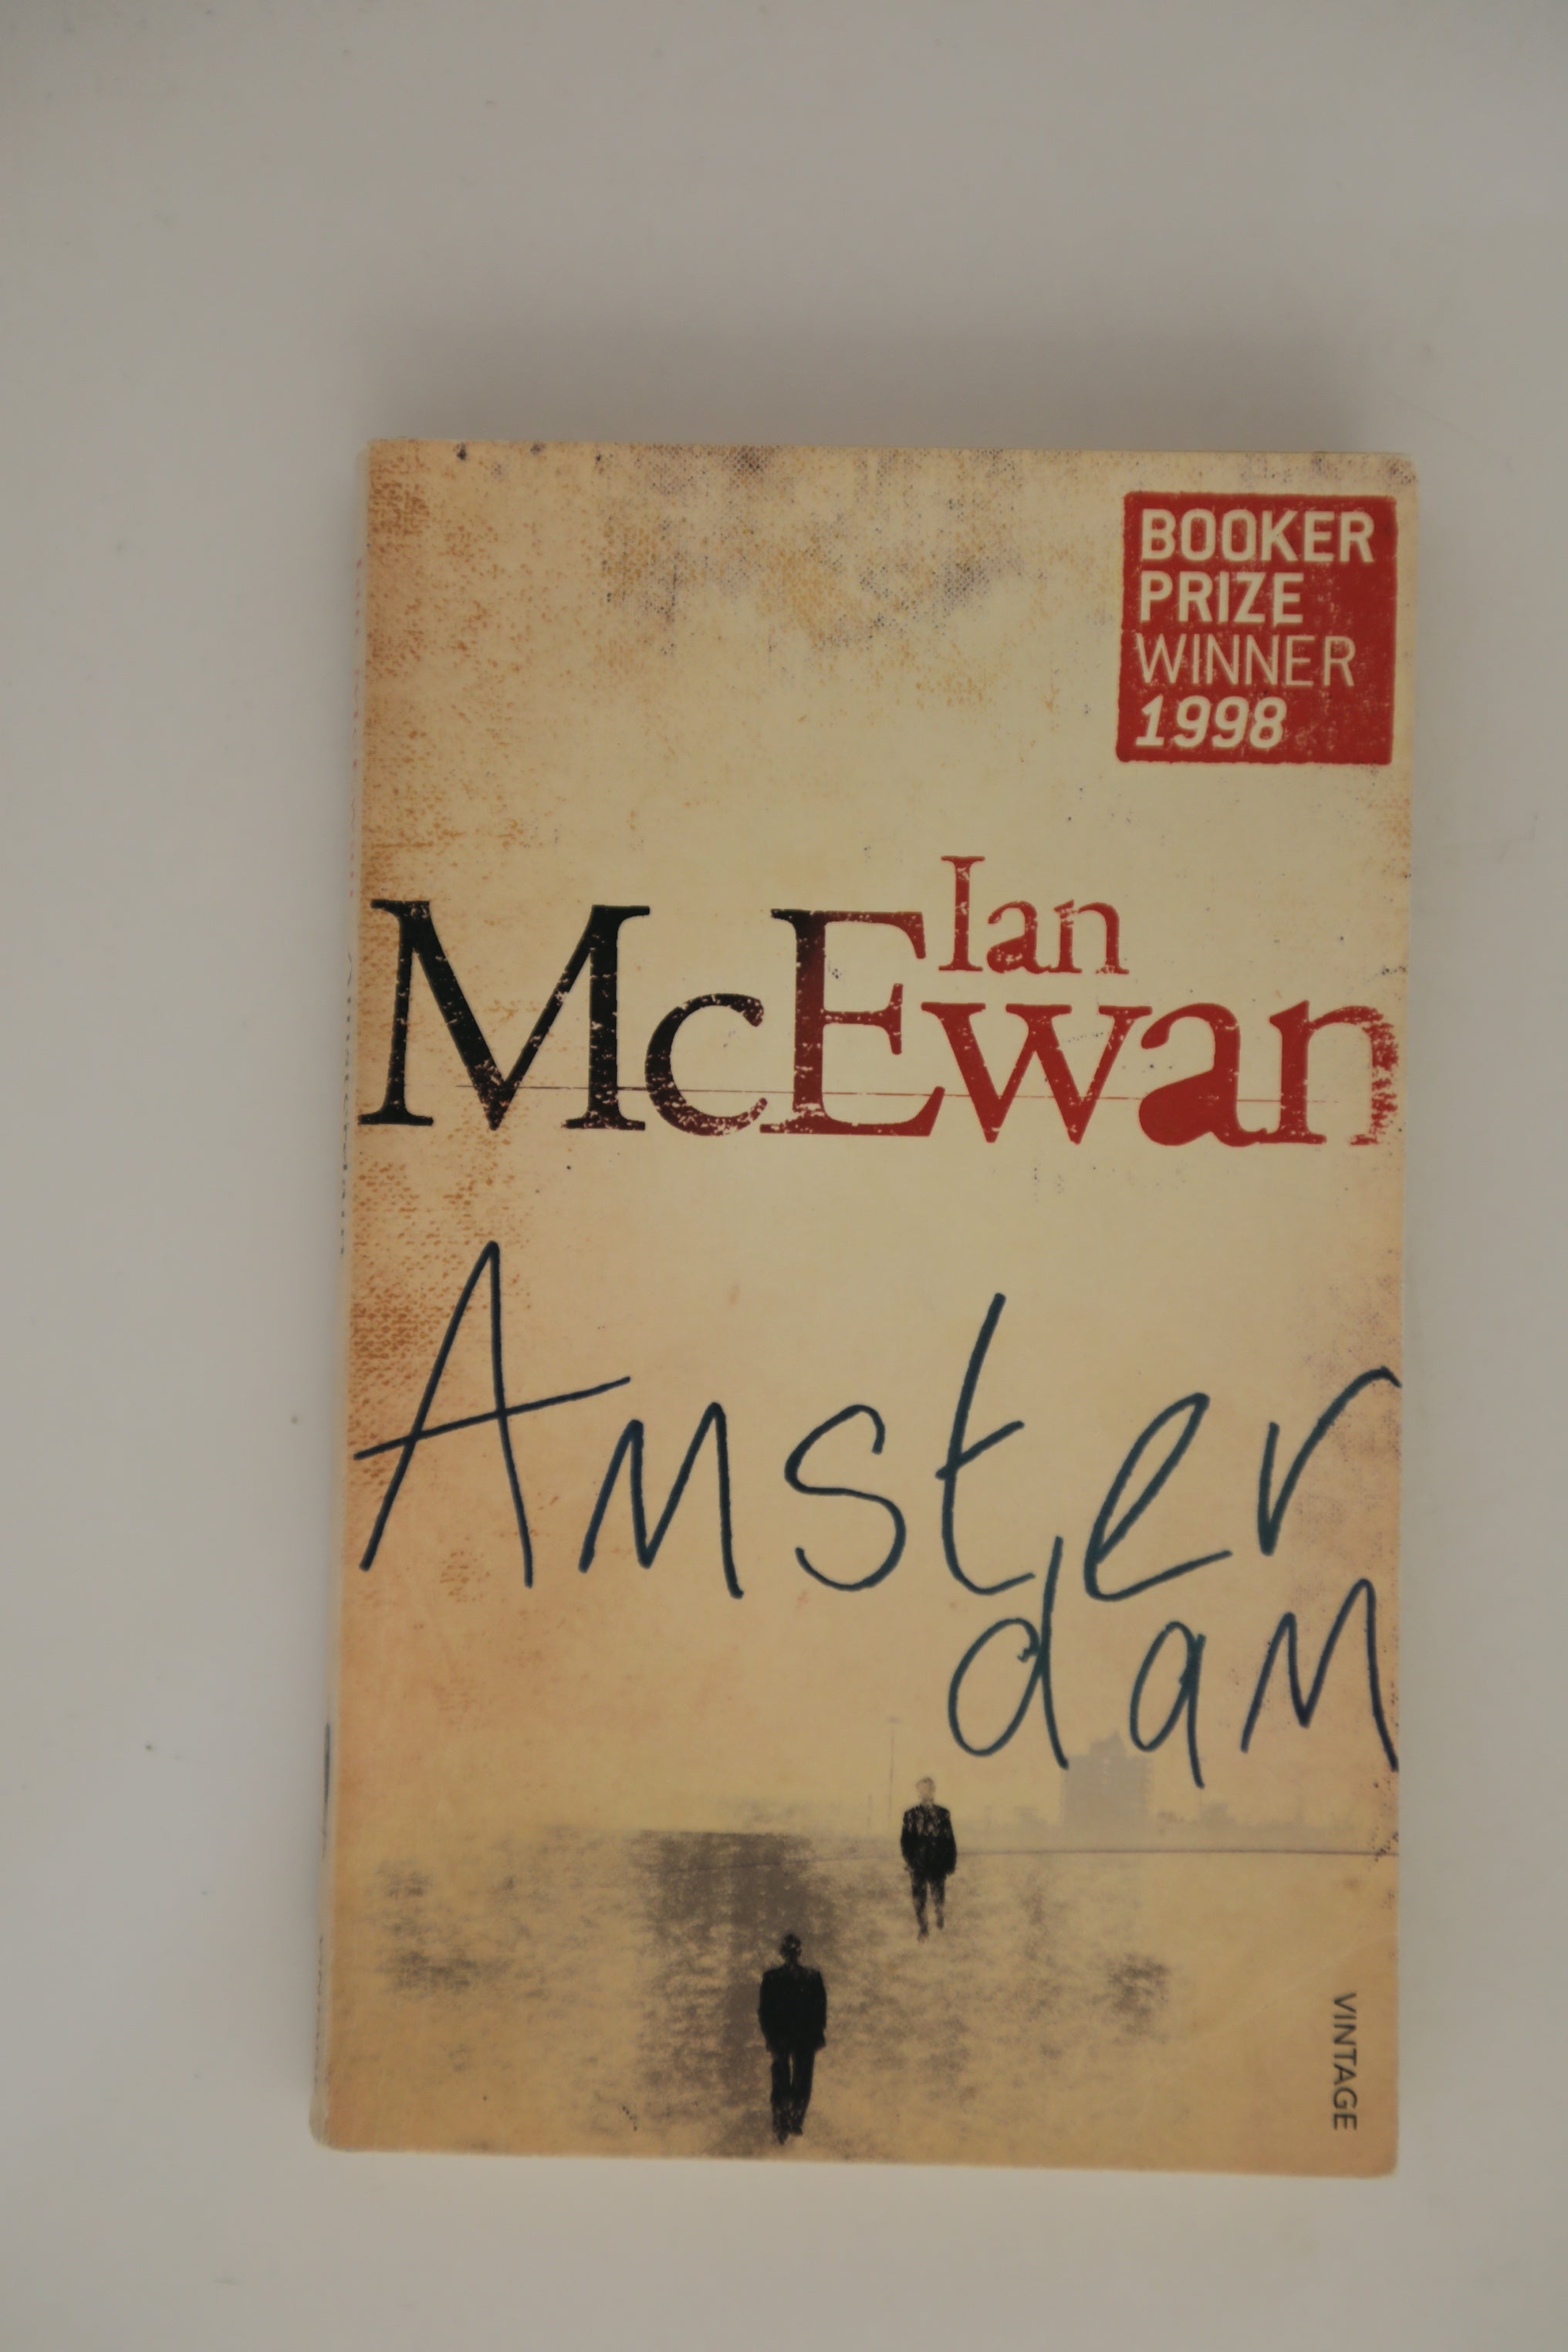 BOOKER
PRIZE
WINNER
1998
Ian
McEwan
Amster
dam
VINTAGE